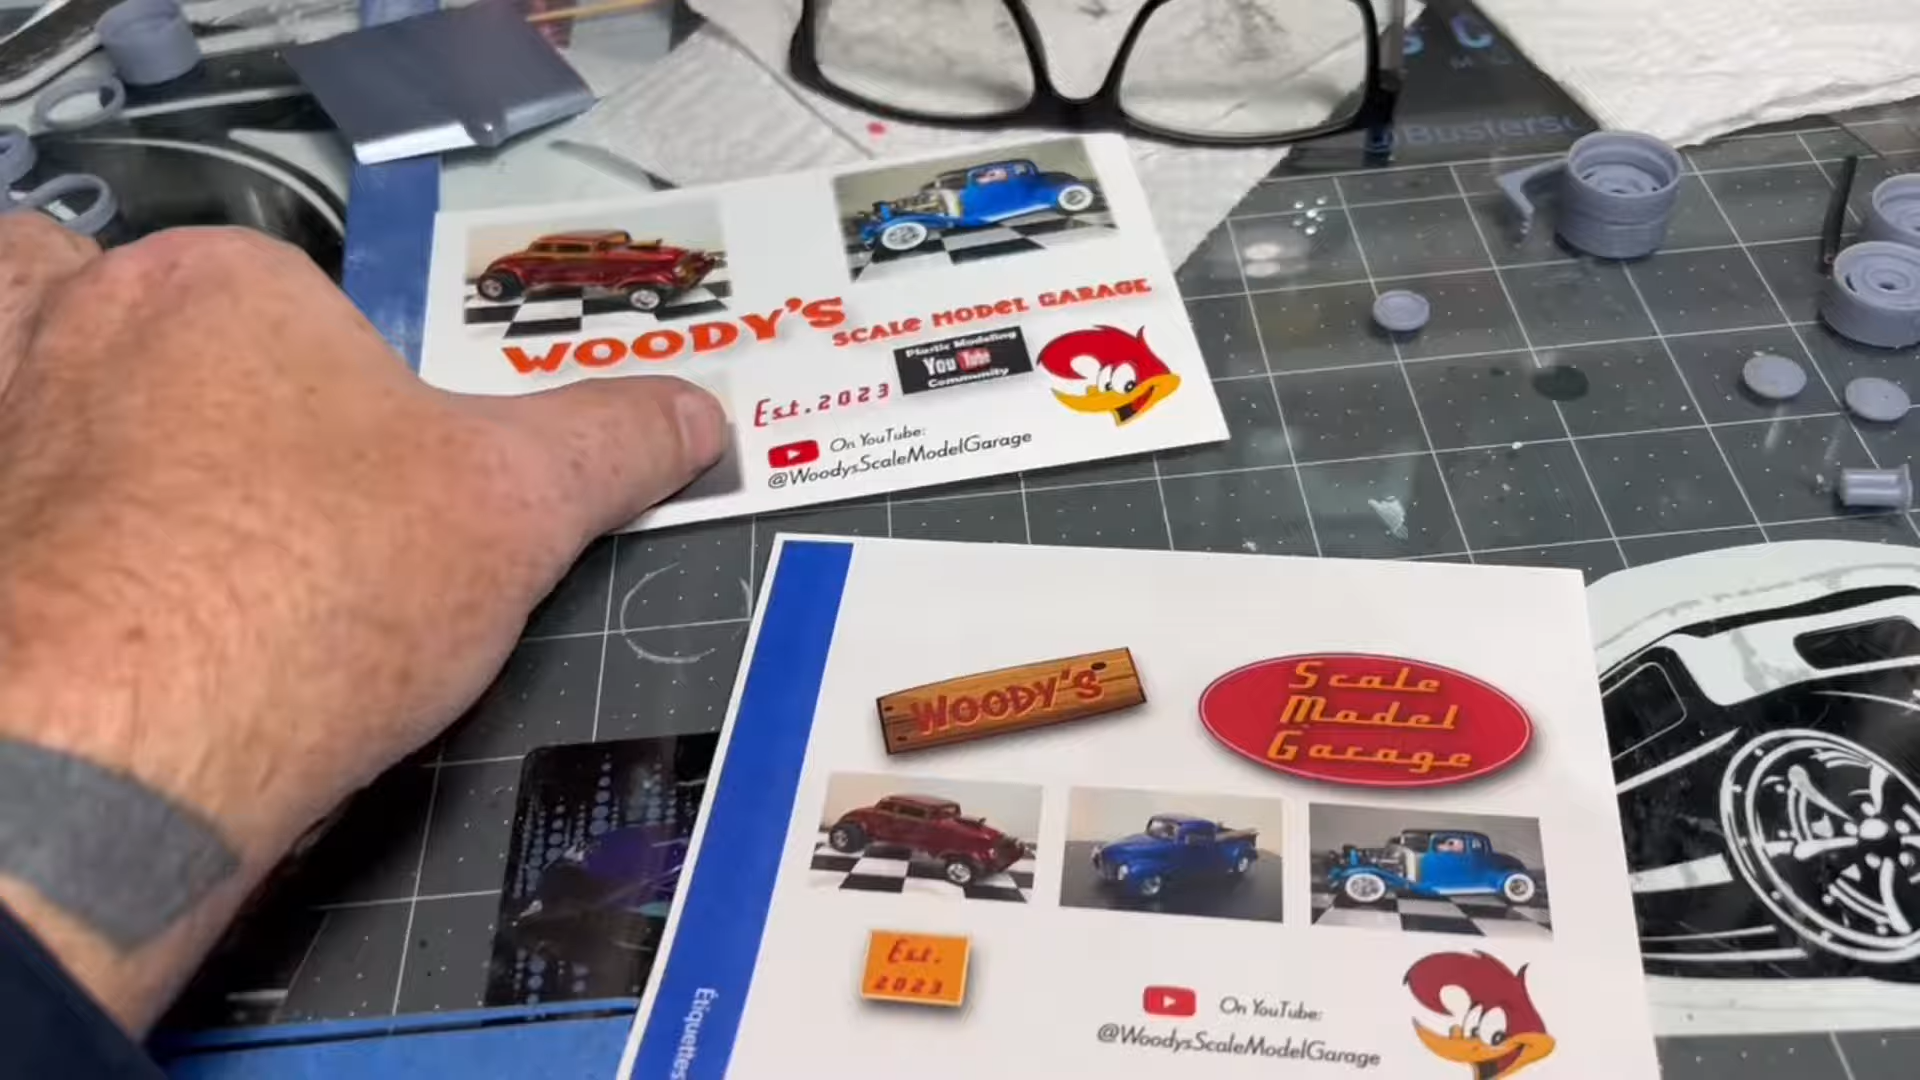 @Busters
WOODY'S
SCALE MODEL GARAGE
Plastic Modeling
YouTube
Community
Est. 2023
On YouTube:
@WoodysScaleModelGarage
WOODY'S
Scale
Model
Garage
Est.
2023
On YouTube:
@WoodysScaleModelGarage
Étiquettes